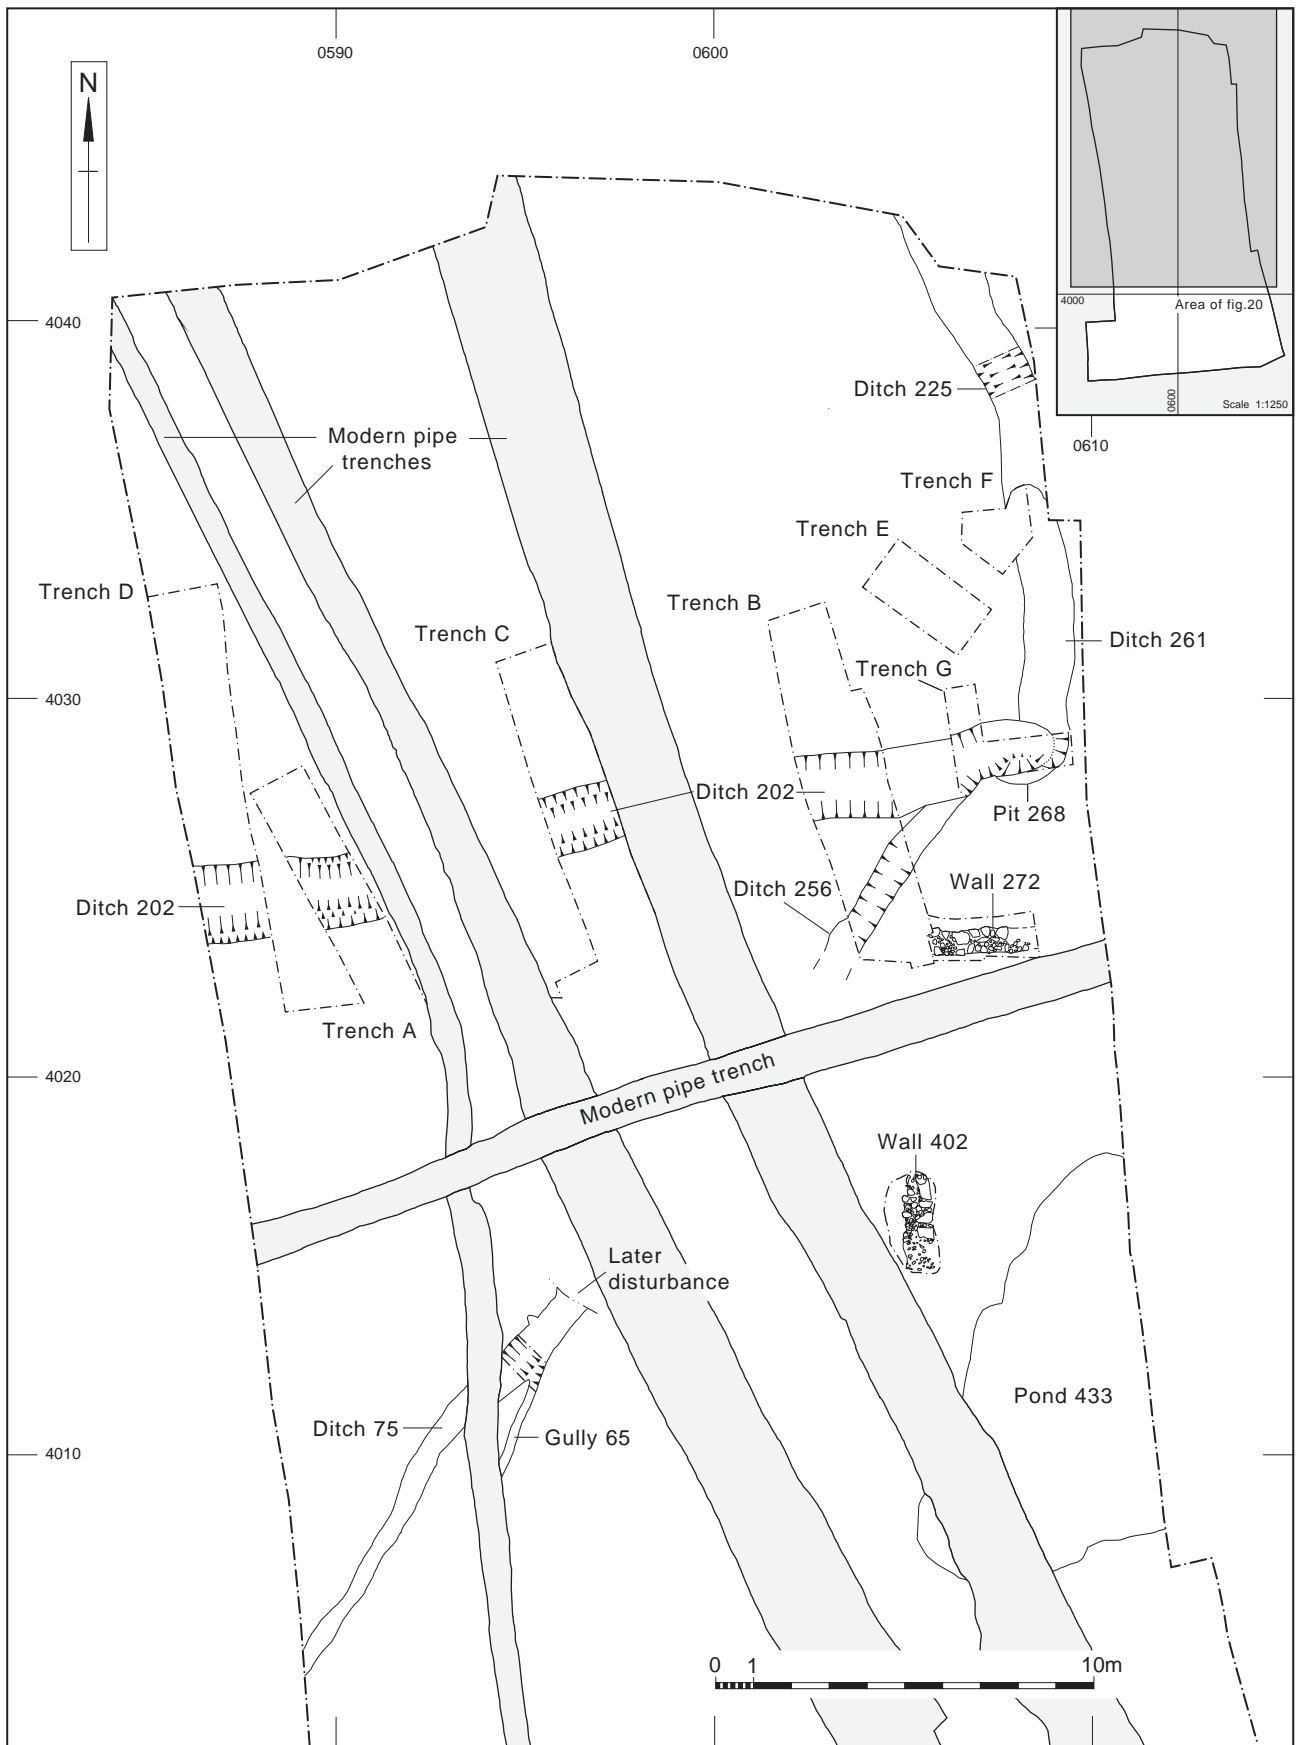 0590
0600
N
4000
Area of fig.20
0600
Scale 1:1250
4040
Ditch 225
Modern pipe
trenches
0610
Trench F
Trench E
Trench D
Trench B
Trench C
Ditch 261
Trench G
4030
Ditch 202
Pit 268
Wall 272
Ditch 256
Ditch 202
Trench A
4020
Modern pipe trench
Wall 402
Later
disturbance
Pond 433
Ditch 75
Gully 65
4010
0 1 10m